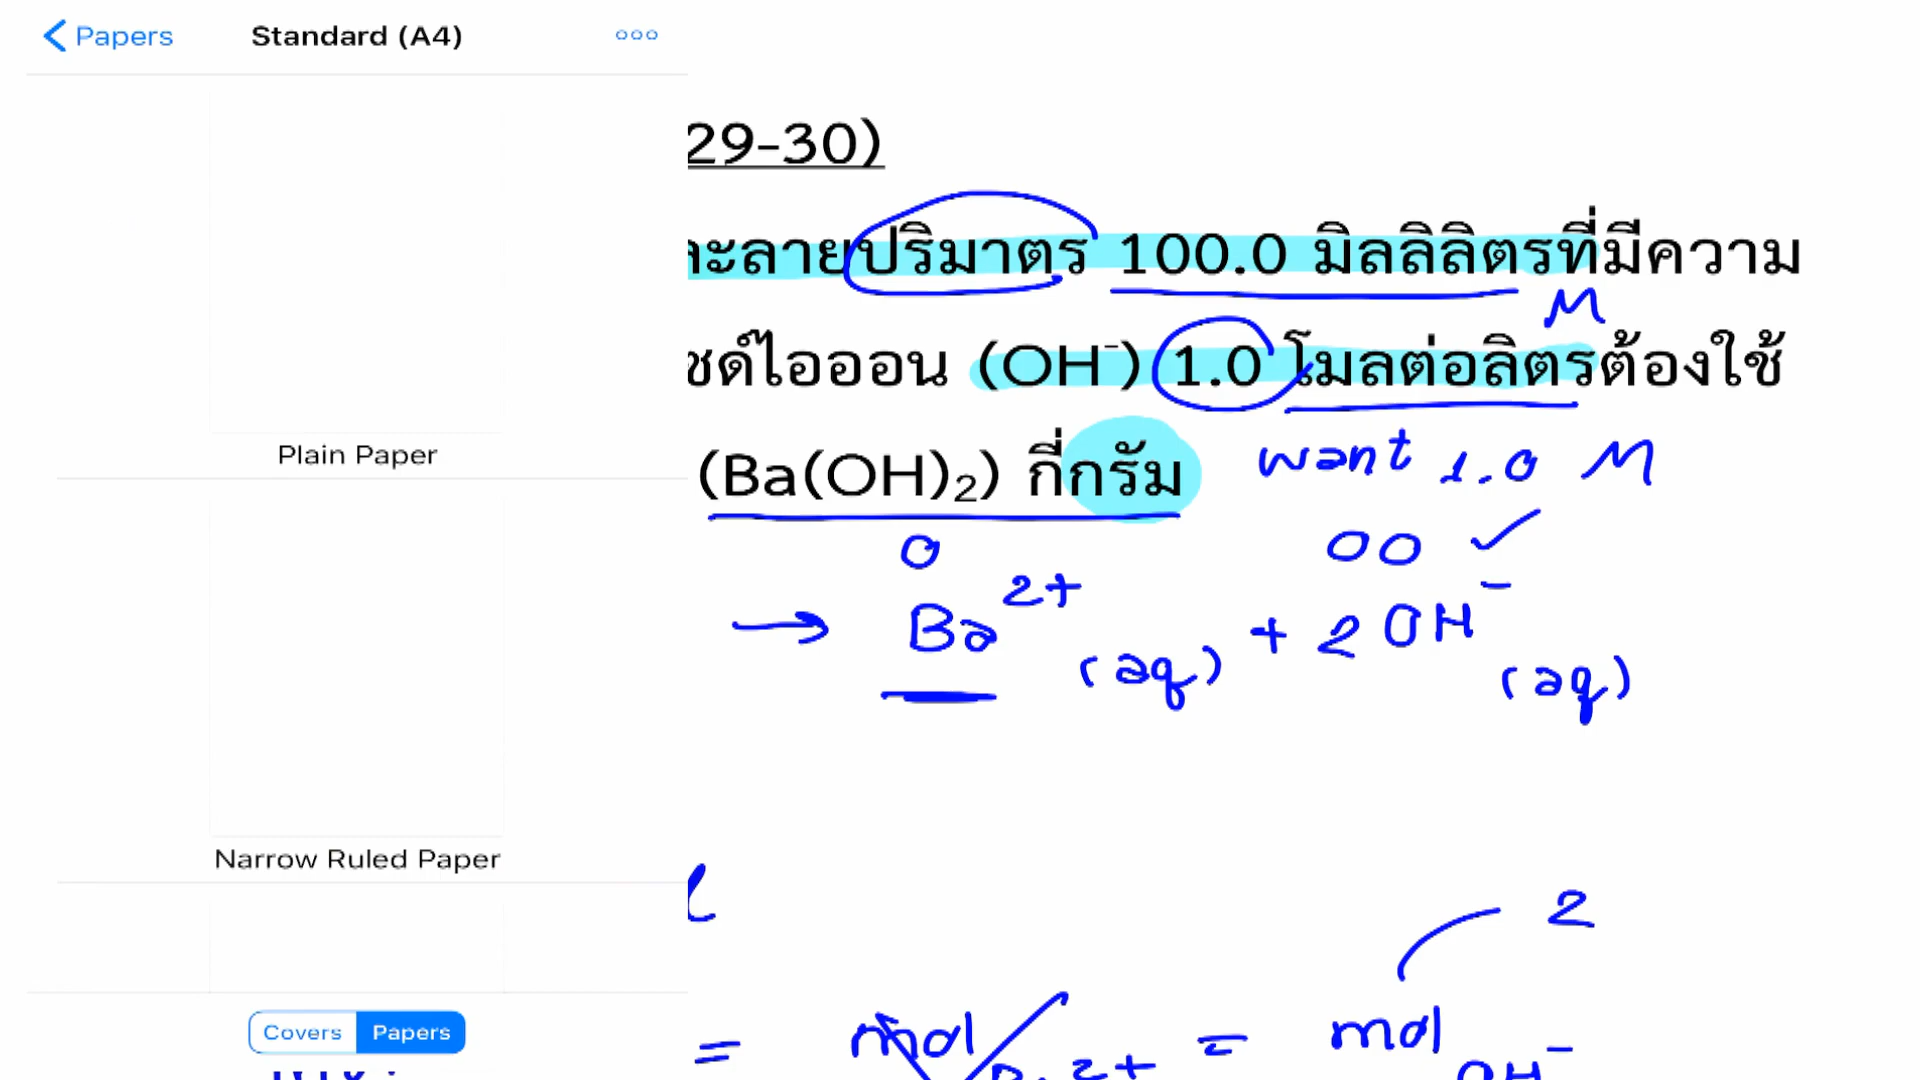 Papers
Standard (A4)
Plain Paper
Narrow Ruled Paper
Covers
Papers
29-30)
ละลายปริมาตร 100.0 มิลลิลิตรที่มีความ
M
ซด์ไอออน (OH⁻) 1.0 โมลต่อลิตรต้องใช้
(Ba(OH)₂) กี่กรัม
want 1.0 M
→ Ba²⁺ (aq) + 2OH⁻ (aq)
2
= mol = mol
OH⁻